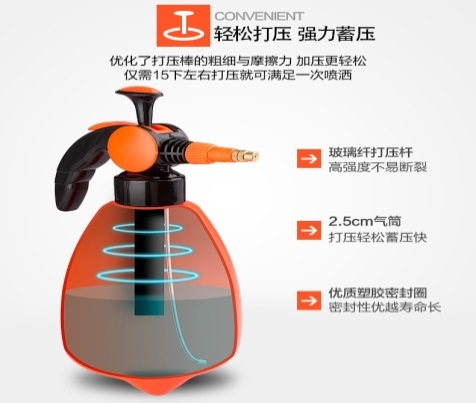 CONVENIENT
轻松打压 强力蓄压
优化了打压棒的粗细与摩擦力 加压更轻松
仅需15下左右打压就可满足一次喷洒
玻璃纤打压杆
高强度不易断裂
2.5cm气筒
打压轻松蓄压快
优质塑胶密封圈
密封性优越寿命长